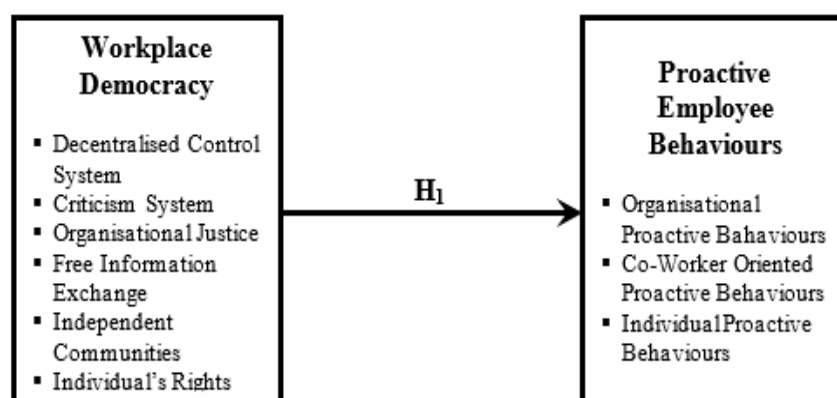 Workplace
Democracy
▪ Decentralised Control
System
▪ Criticism System
▪ Organisational Justice
▪ Free Information
Exchange
▪ Independent
Communities
▪ Individual's Rights
H1
Proactive
Employee
Behaviours
▪ Organisational
Proactive Bahaviours
▪ Co-Worker Oriented
Proactive Behaviours
▪ Individual Proactive
Behaviours